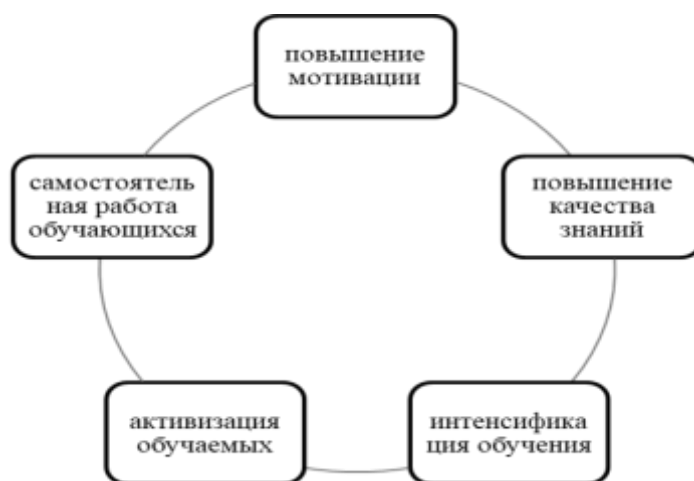 повышение
мотивации
повышение
качества
знаний
интенсифика
ция обучения
активизация
обучаемых
самостоятель
ная работа
обучающихся